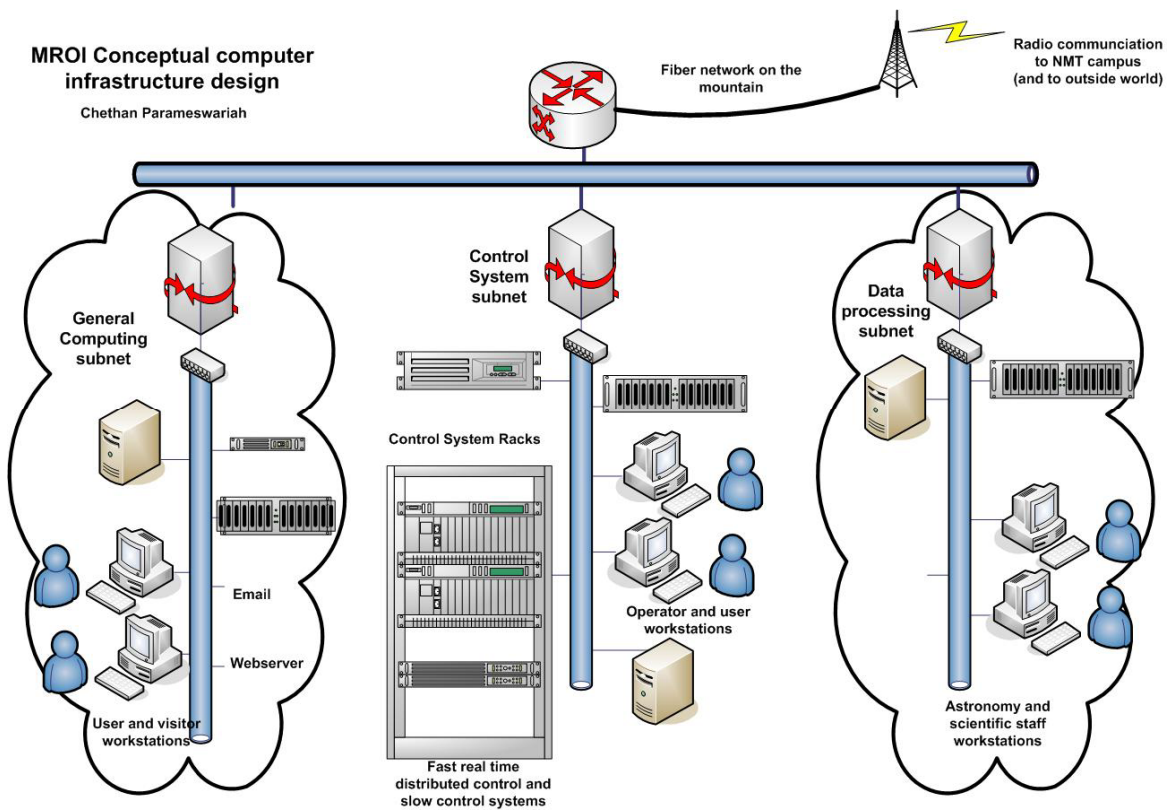 MROI Conceptual computer
infrastructure design
Chethan Parameswariah
Fiber network on the
mountain
Radio communciation
to NMT campus
(and to outside world)
General
Computing
subnet
Email
Webserver
User and visitor
workstations
Control
System
subnet
Control System Racks
Operator and user
workstations
Fast real time
distributed control and
slow control systems
Data
processing
subnet
Astronomy and
scientific staff
workstations